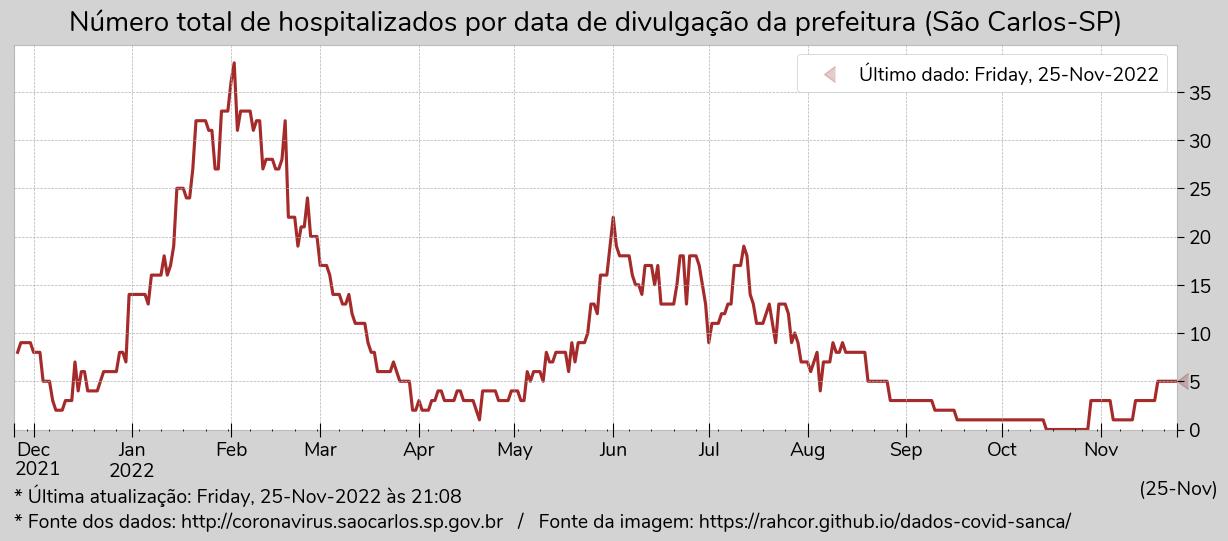 Número total de hospitalizados por data de divulgação da prefeitura (São Carlos-SP)
Último dado: Friday, 25-Nov-2022
35
30
25
20
15
10
5
0
Dec Jan Feb Mar Apr May Jun Jul Aug Sep Oct Nov
2021 2022
(25-Nov)
* Última atualização: Friday, 25-Nov-2022 às 21:08
* Fonte dos dados: http://coronavirus.saocarlos.sp.gov.br / Fonte da imagem: https://rahcor.github.io/dados-covid-sanca/